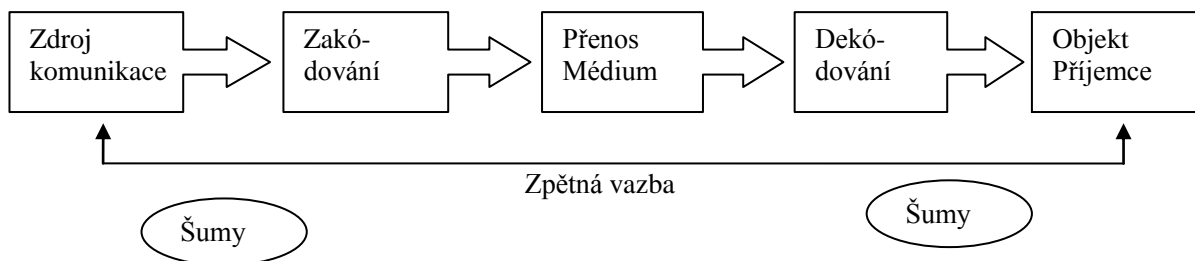 Zdroj
komunikace
Zakó-
dování
Přenos
Médium
Dekó-
dování
Objekt
Příjemce
Zpětná vazba
Šumy
Šumy